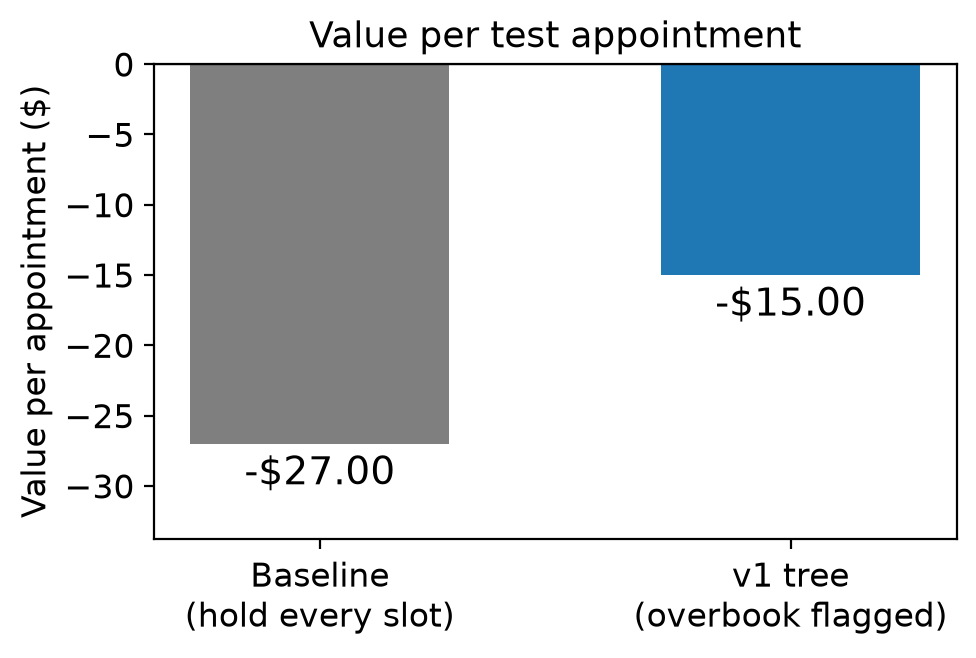 Value per test appointment
Value per appointment ($)
0
−5
−10
−15
−20
−25
−30
-$27.00
-$15.00
Baseline
(hold every slot)
v1 tree
(overbook flagged)